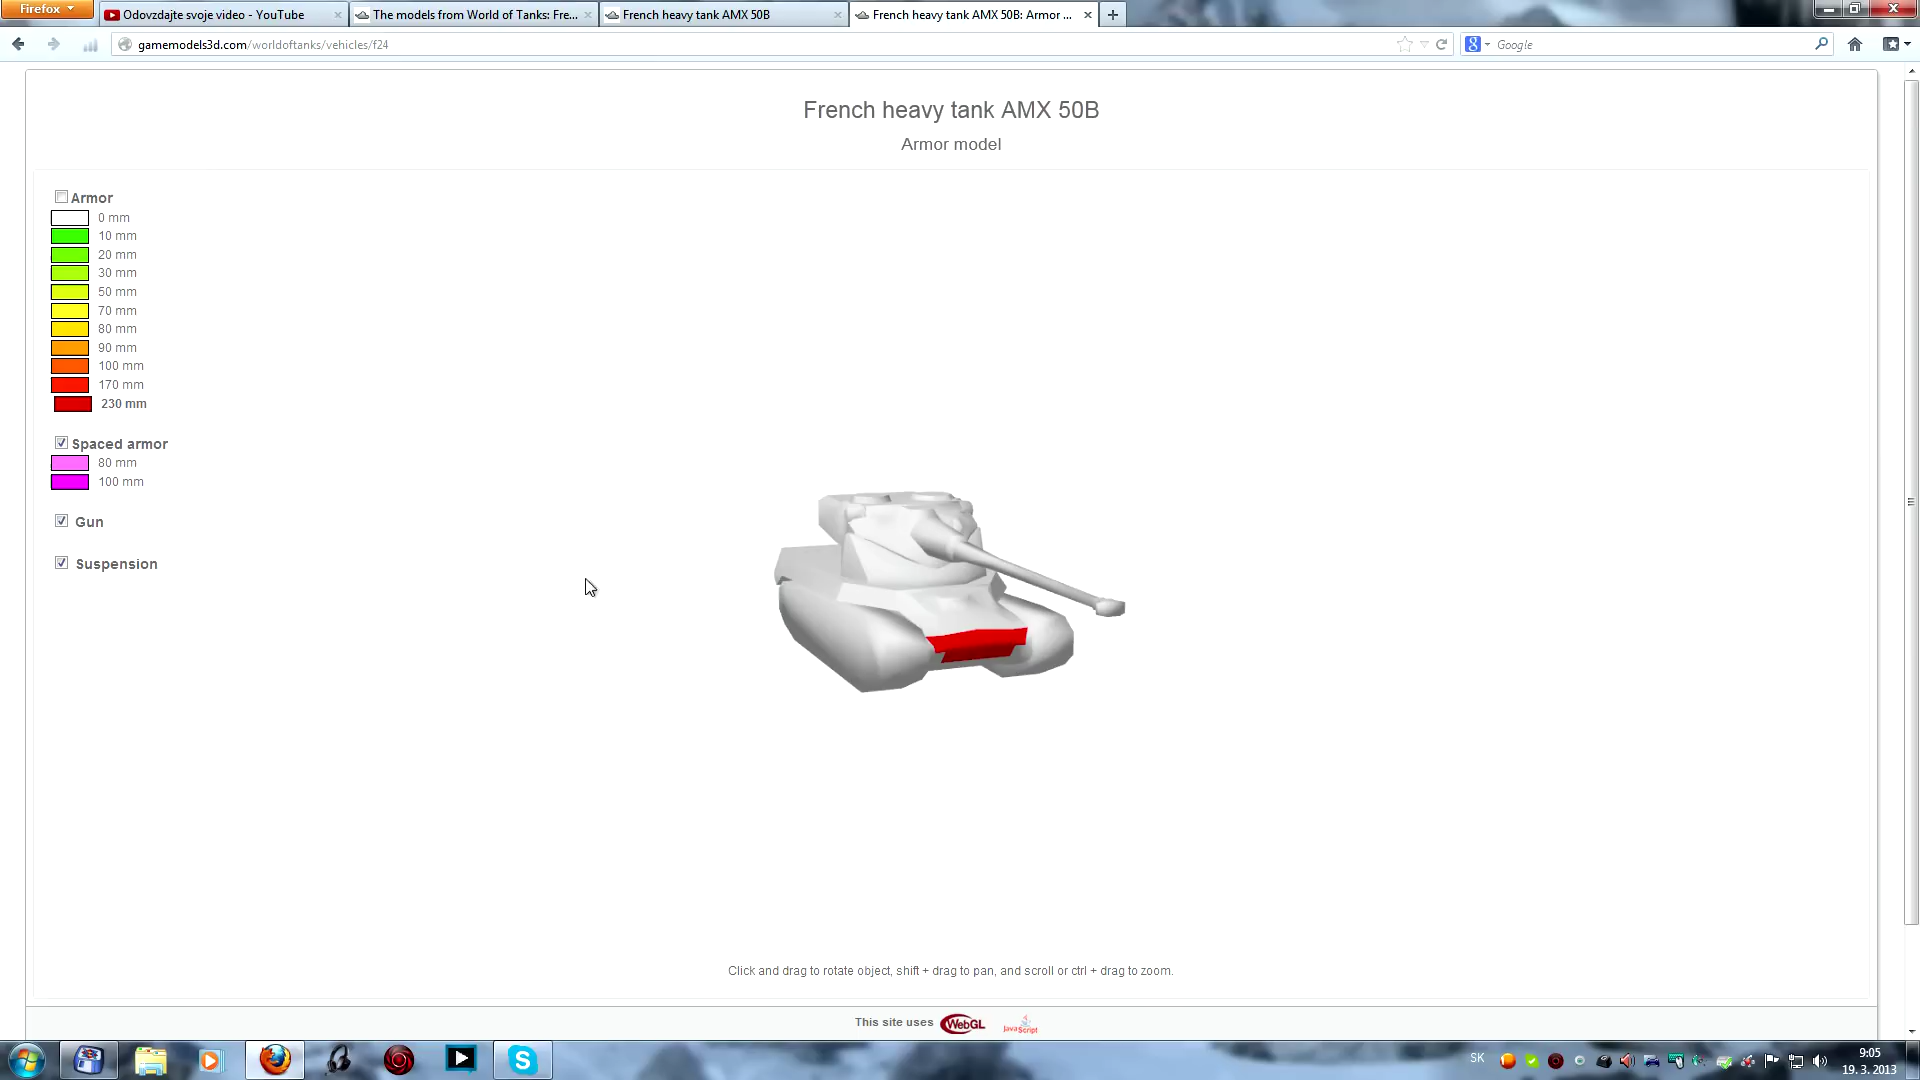 Firefox
Odovzdajte svoje video - YouTube
The models from World of Tanks: Fre...
French heavy tank AMX 50B
French heavy tank AMX 50B: Armor ...
gamemodels3d.com/worldoftanks/vehicles/f24
Google
French heavy tank AMX 50B
Armor model
Armor
0 mm
10 mm
20 mm
30 mm
50 mm
70 mm
80 mm
90 mm
100 mm
170 mm
230 mm
Spaced armor
80 mm
100 mm
Gun
Suspension
Click and drag to rotate object, shift + drag to pan, and scroll or ctrl + drag to zoom.
This site uses WebGL JavaScript
SK
9:05
19. 3. 2013